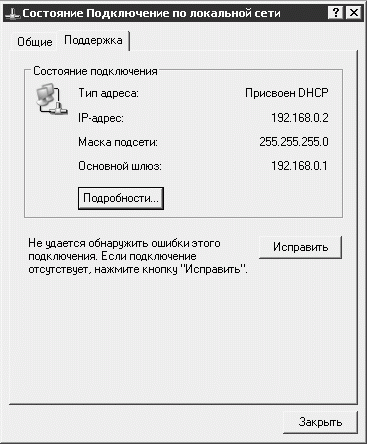 Состояние Подключение по локальной сети
Общие Поддержка
Состояние подключения
Тип адреса: Присвоен DHCP
IP-адрес: 192.168.0.2
Маска подсети: 255.255.255.0
Основной шлюз: 192.168.0.1
Подробности...
Не удается обнаружить ошибки этого
подключения. Если подключение
отсутствует, нажмите кнопку "Исправить".
Исправить
Закрыть